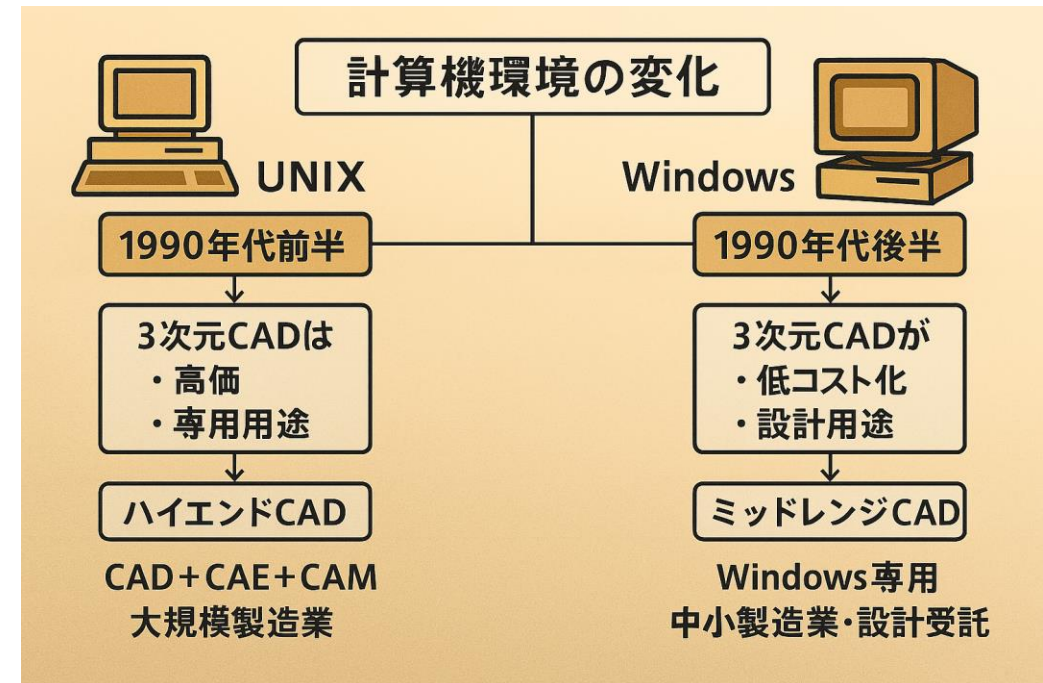 計算機環境の変化
UNIX
1990年代前半
3次元CADは
・高価
・専用用途
ハイエンドCAD
CAD+CAE+CAM
大規模製造業
Windows
1990年代後半
3次元CADが
・低コスト化
・設計用途
ミッドレンジCAD
Windows専用
中小製造業・設計受託